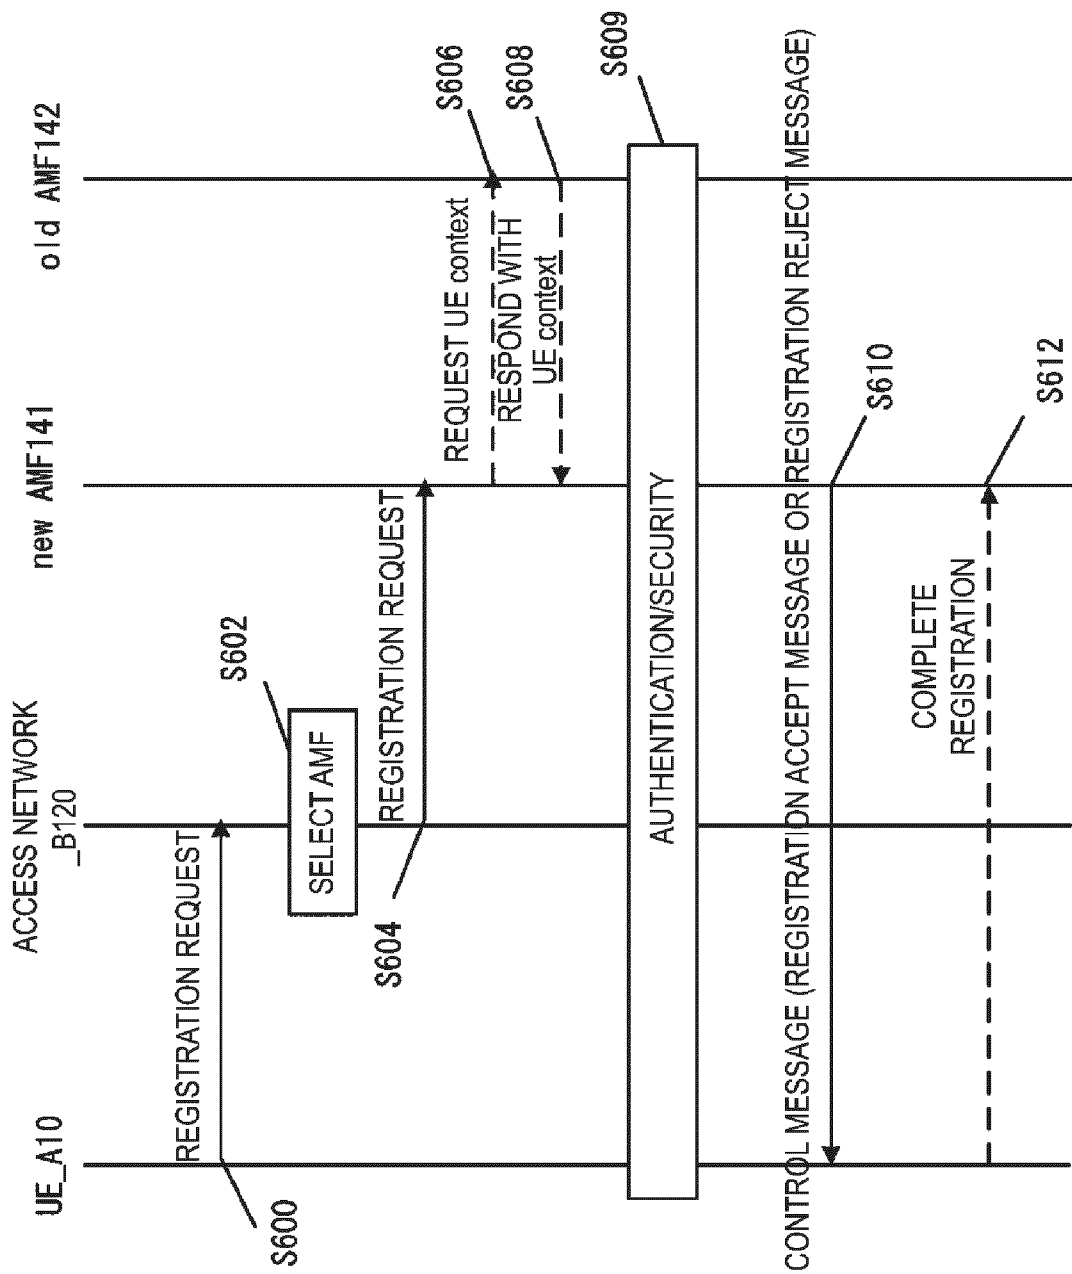 UE_A10
ACCESS NETWORK
_B120
new AMF141
old AMF142
REGISTRATION REQUEST
S600
SELECT AMF
S602
REGISTRATION REQUEST
S604
REQUEST UE context
S606
RESPOND WITH
UE context
S608
AUTHENTICATION/SECURITY
S609
CONTROL MESSAGE (REGISTRATION ACCEPT MESSAGE OR REGISTRATION REJECT MESSAGE)
S610
COMPLETE
REGISTRATION
S612